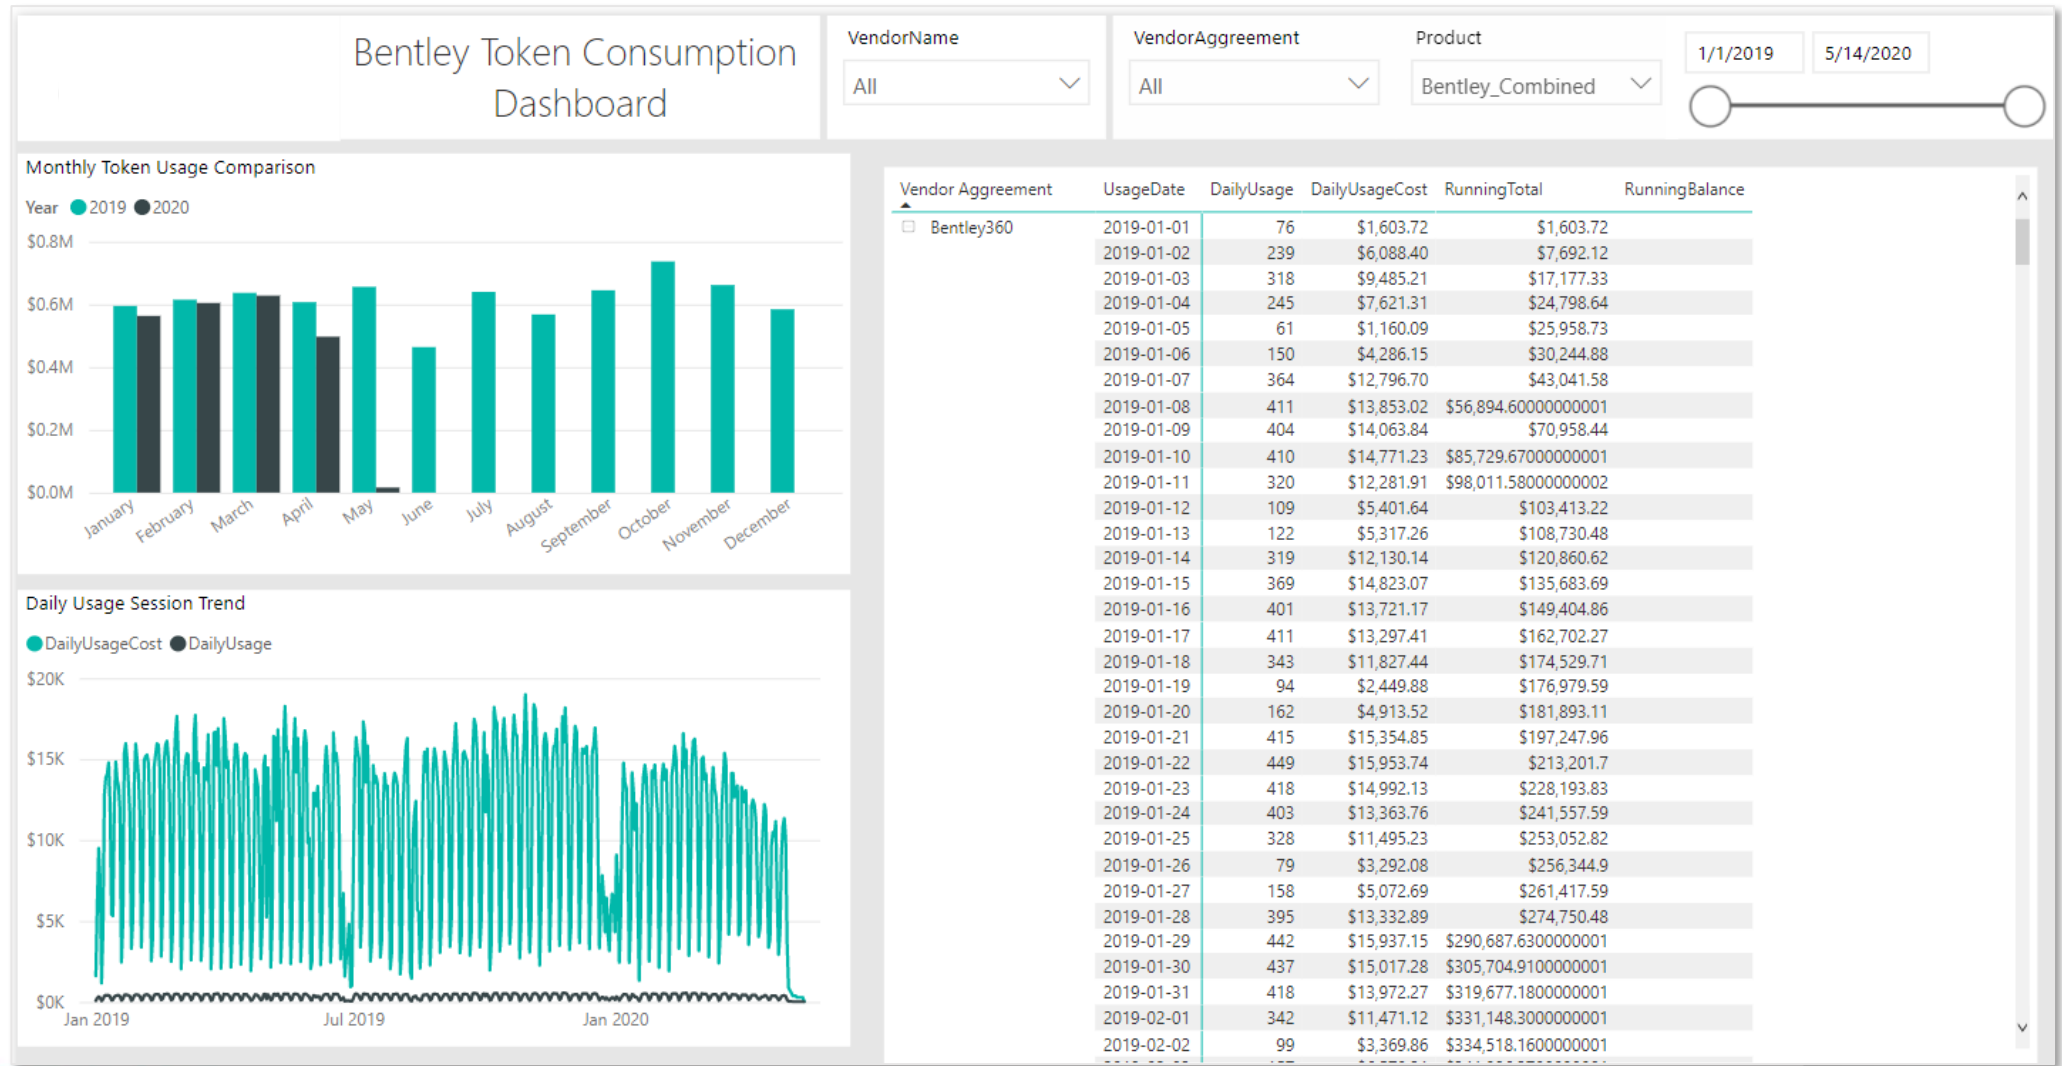 Bentley Token Consumption
Dashboard
VendorName
All
VendorAggreement
All
Product
Bentley_Combined
1/1/2019
5/14/2020
Monthly Token Usage Comparison
Year 2019 2020
$0.8M
$0.6M
$0.4M
$0.2M
$0.0M
January February March April May June July August September October November December
Daily Usage Session Trend
DailyUsageCost DailyUsage
$20K
$15K
$10K
$5K
$0K
Jan 2019 Jul 2019 Jan 2020
Vendor Aggreement UsageDate DailyUsage DailyUsageCost RunningTotal RunningBalance
Bentley360 2019-01-01 76 $1,603.72 $1,603.72
2019-01-02 239 $6,088.40 $7,692.12
2019-01-03 318 $9,485.21 $17,177.33
2019-01-04 245 $7,621.31 $24,798.64
2019-01-05 61 $1,160.09 $25,958.73
2019-01-06 150 $4,286.15 $30,244.88
2019-01-07 364 $12,796.70 $43,041.58
2019-01-08 411 $13,853.02 $56,894.60000000001
2019-01-09 404 $14,063.84 $70,958.44
2019-01-10 410 $14,771.23 $85,729.67000000001
2019-01-11 320 $12,281.91 $98,011.58000000002
2019-01-12 109 $5,401.64 $103,413.22
2019-01-13 122 $5,317.26 $108,730.48
2019-01-14 319 $12,130.14 $120,860.62
2019-01-15 369 $14,823.07 $135,683.69
2019-01-16 401 $13,721.17 $149,404.86
2019-01-17 411 $13,297.41 $162,702.27
2019-01-18 343 $11,827.44 $174,529.71
2019-01-19 94 $2,449.88 $176,979.59
2019-01-20 162 $4,913.52 $181,893.11
2019-01-21 415 $15,354.85 $197,247.96
2019-01-22 449 $15,953.74 $213,201.7
2019-01-23 418 $14,992.13 $228,193.83
2019-01-24 403 $13,363.76 $241,557.59
2019-01-25 328 $11,495.23 $253,052.82
2019-01-26 79 $3,292.08 $256,344.9
2019-01-27 158 $5,072.69 $261,417.59
2019-01-28 395 $13,332.89 $274,750.48
2019-01-29 442 $15,937.15 $290,687.6300000001
2019-01-30 437 $15,017.28 $305,704.9100000001
2019-01-31 418 $13,972.27 $319,677.1800000001
2019-02-01 342 $11,471.12 $331,148.3000000001
2019-02-02 99 $3,369.86 $334,518.1600000001